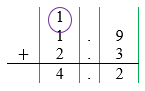 1
1 . 9
+ 2 . 3
4 . 2